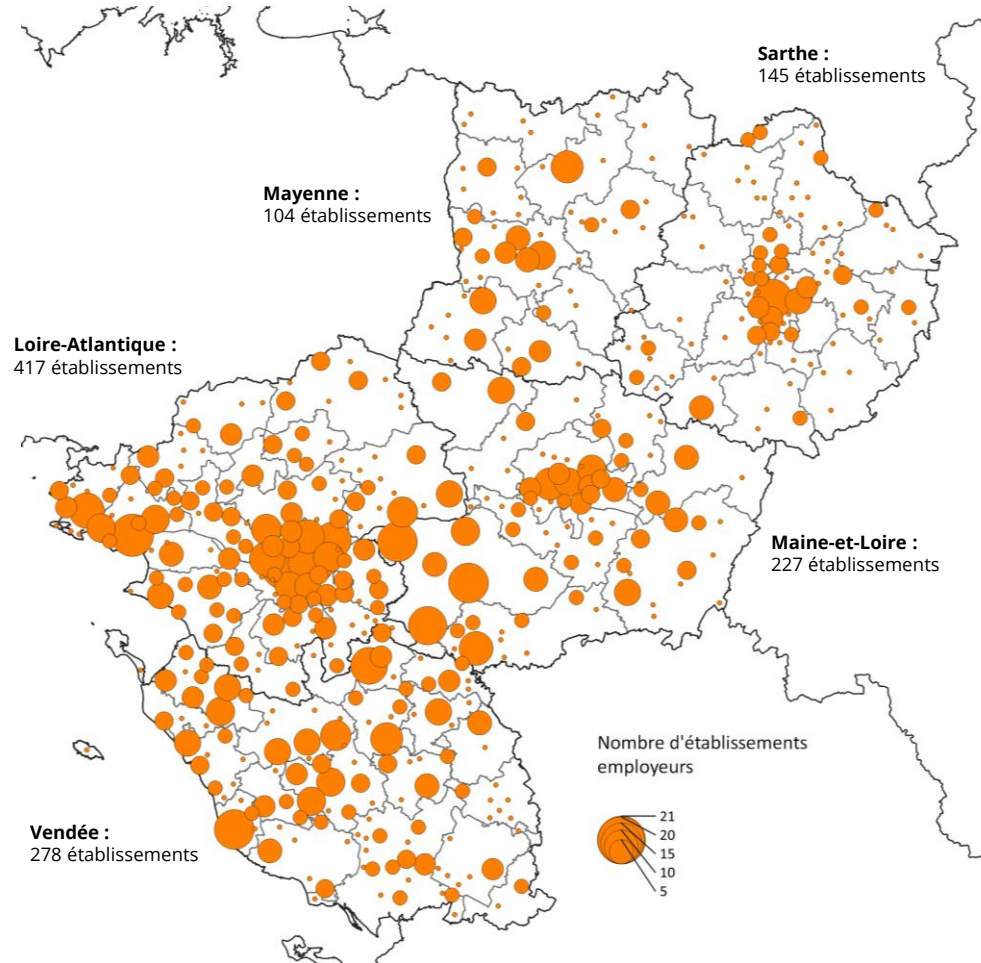 Sarthe :
145 établissements
Mayenne :
104 établissements
Loire-Atlantique :
417 établissements
Maine-et-Loire :
227 établissements
Vendée :
278 établissements
Nombre d'établissements
employeurs
21
20
15
10
5